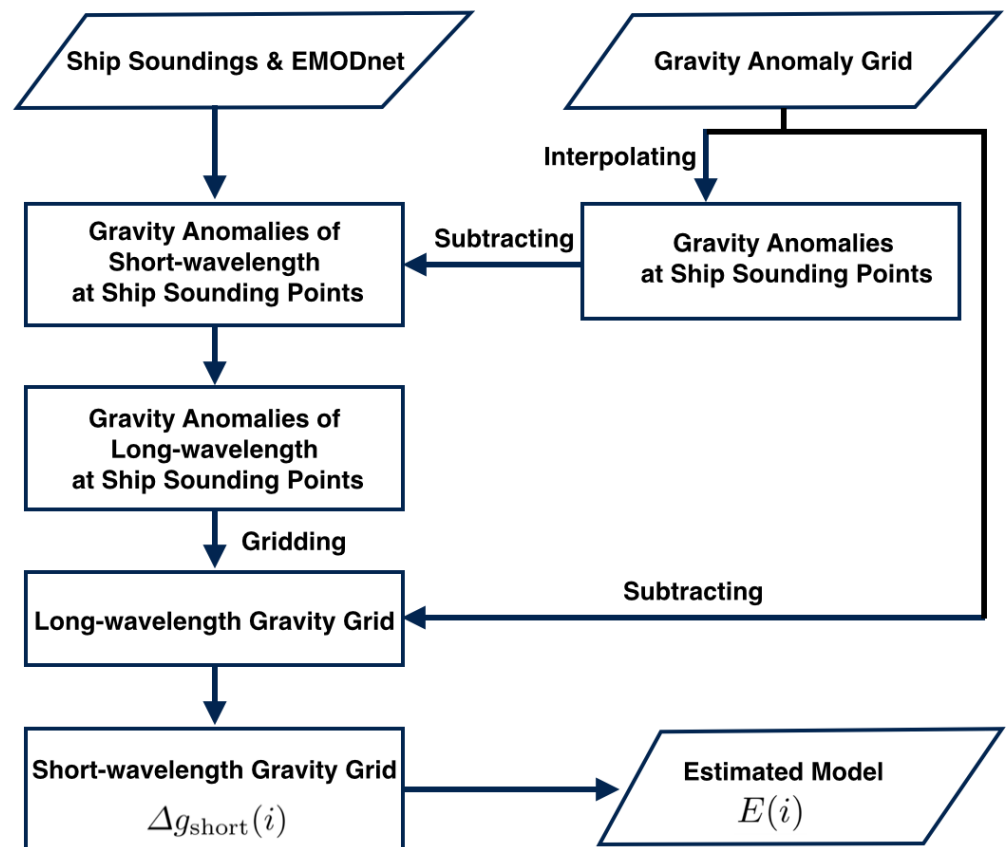 Ship Soundings & EMODnet
Gravity Anomaly Grid
Interpolating
Gravity Anomalies of
Short-wavelength
at Ship Sounding Points
Subtracting
Gravity Anomalies
at Ship Sounding Points
Gravity Anomalies of
Long-wavelength
at Ship Sounding Points
Gridding
Long-wavelength Gravity Grid
Subtracting
Short-wavelength Gravity Grid
Δg_short(i)
Estimated Model
E(i)